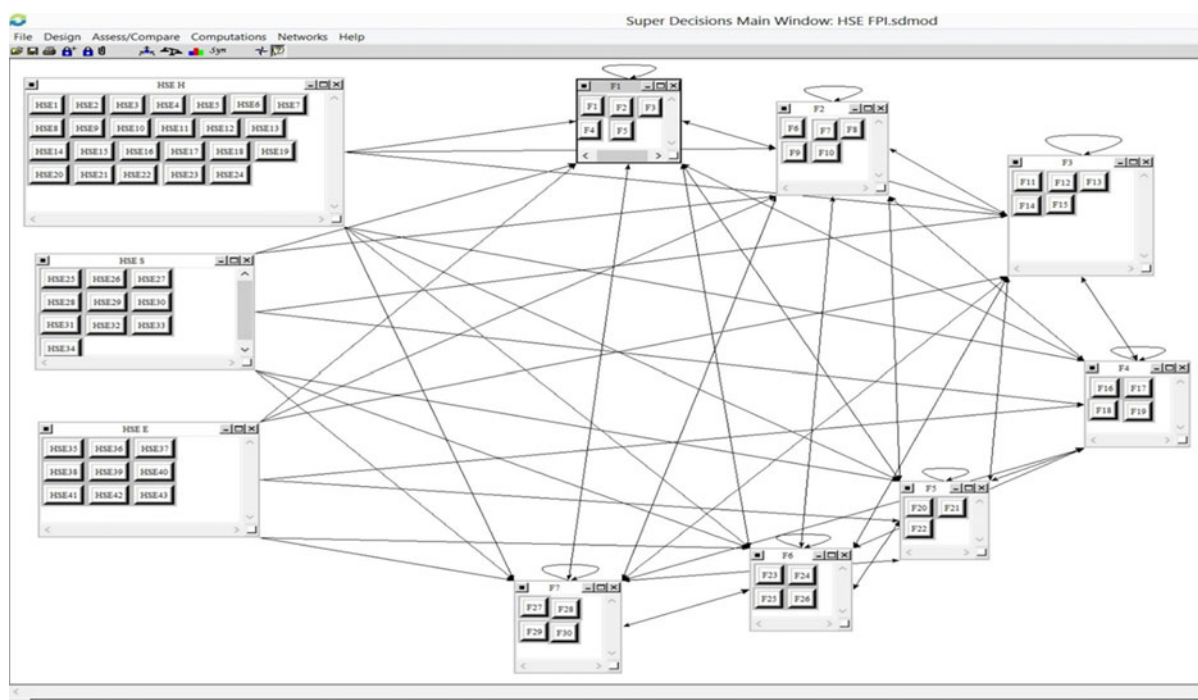 Super Decisions Main Window: HSE FPI.sdmod
File Design Assess/Compare Computations Networks Help
Syn
HSE H
HSE1 HSE2 HSE3 HSE4 HSE5 HSE6 HSE7
HSE8 HSE9 HSE10 HSE11 HSE12 HSE13
HSE14 HSE15 HSE16 HSE17 HSE18 HSE19
HSE20 HSE21 HSE22 HSE23 HSE24
F1
F1 F2 F3
F4 F5
F2
F6 F7 F8
F9 F10
F3
F11 F12 F13
F14 F15
HSE S
HSE25 HSE26 HSE27
HSE28 HSE29 HSE30
HSE31 HSE32 HSE33
HSE34
F4
F16 F17
F18 F19
HSE E
HSE35 HSE36 HSE37
HSE38 HSE39 HSE40
HSE41 HSE42 HSE43
F5
F20 F21
F22
F6
F23 F24
F25 F26
F7
F27 F28
F29 F30